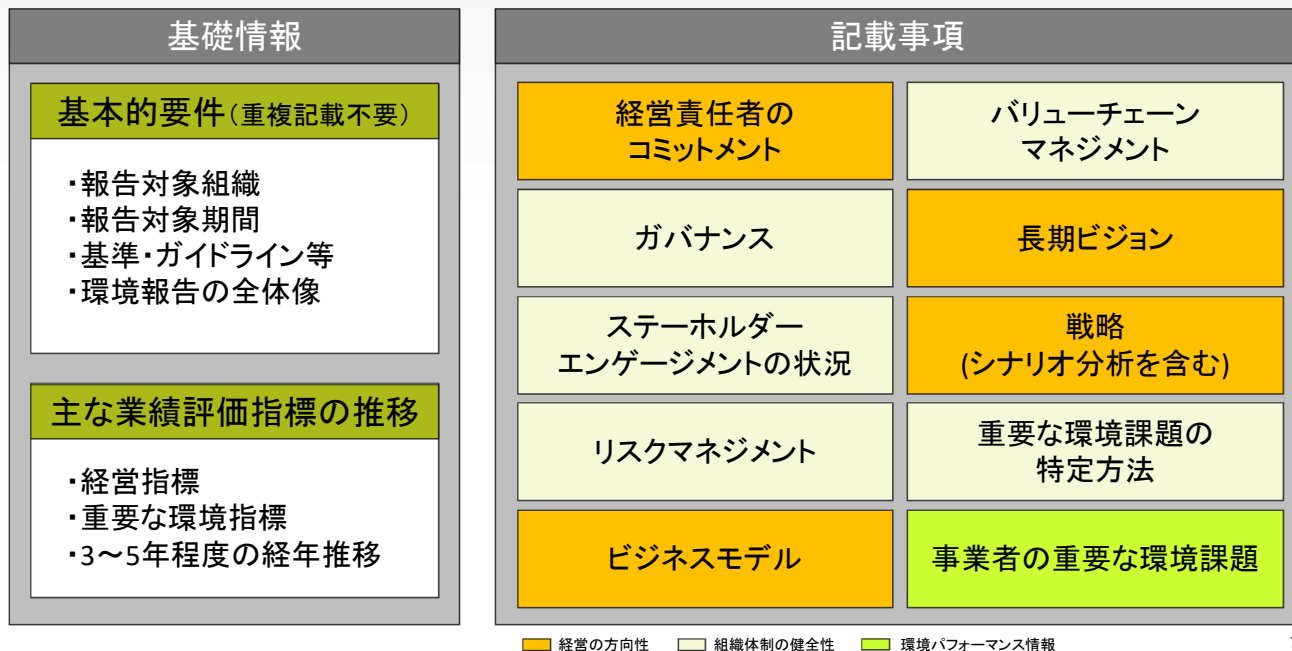 基礎情報
基本的要件(重複記載不要)
・報告対象組織
・報告対象期間
・基準・ガイドライン等
・環境報告の全体像
主な業績評価指標の推移
・経営指標
・重要な環境指標
・3～5年程度の経年推移
記載事項
経営責任者の
コミットメント
バリューチェーン
マネジメント
ガバナンス
長期ビジョン
ステーホルダー
エンゲージメントの状況
戦略
(シナリオ分析を含む)
リスクマネジメント
重要な環境課題の
特定方法
ビジネスモデル
事業者の重要な環境課題
経営の方向性 組織体制の健全性 環境パフォーマンス情報